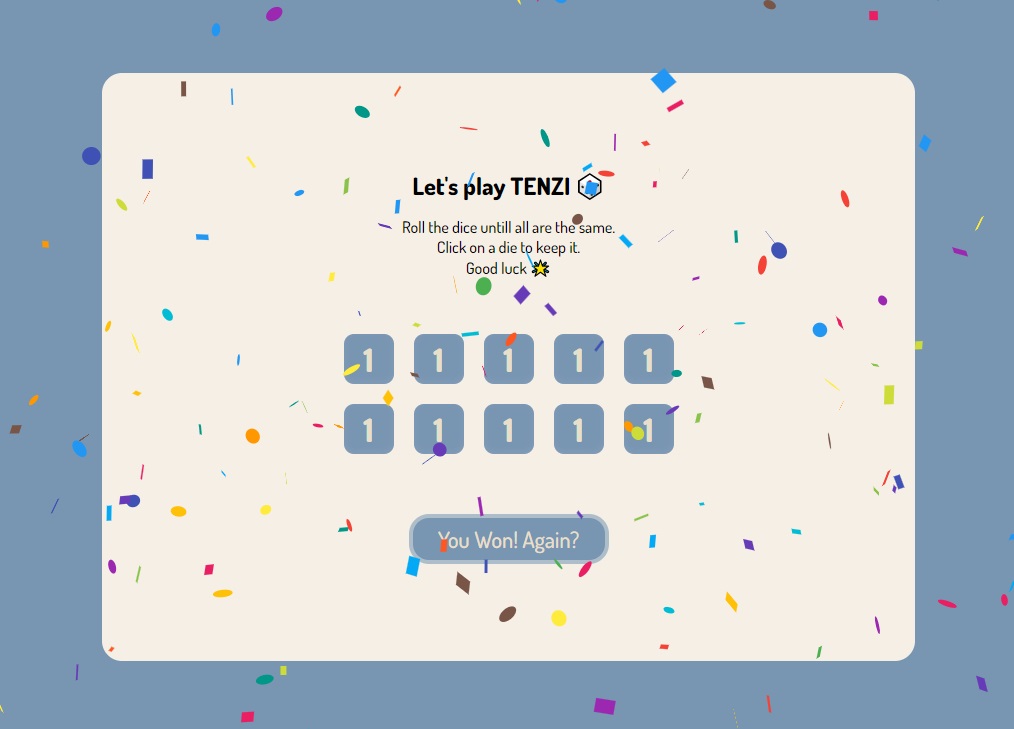 Let's play TENZI
Roll the dice untill all are the same.
Click on a die to keep it.
Good luck
1 1 1 1 1
1 1 1 1 1
You Won! Again?